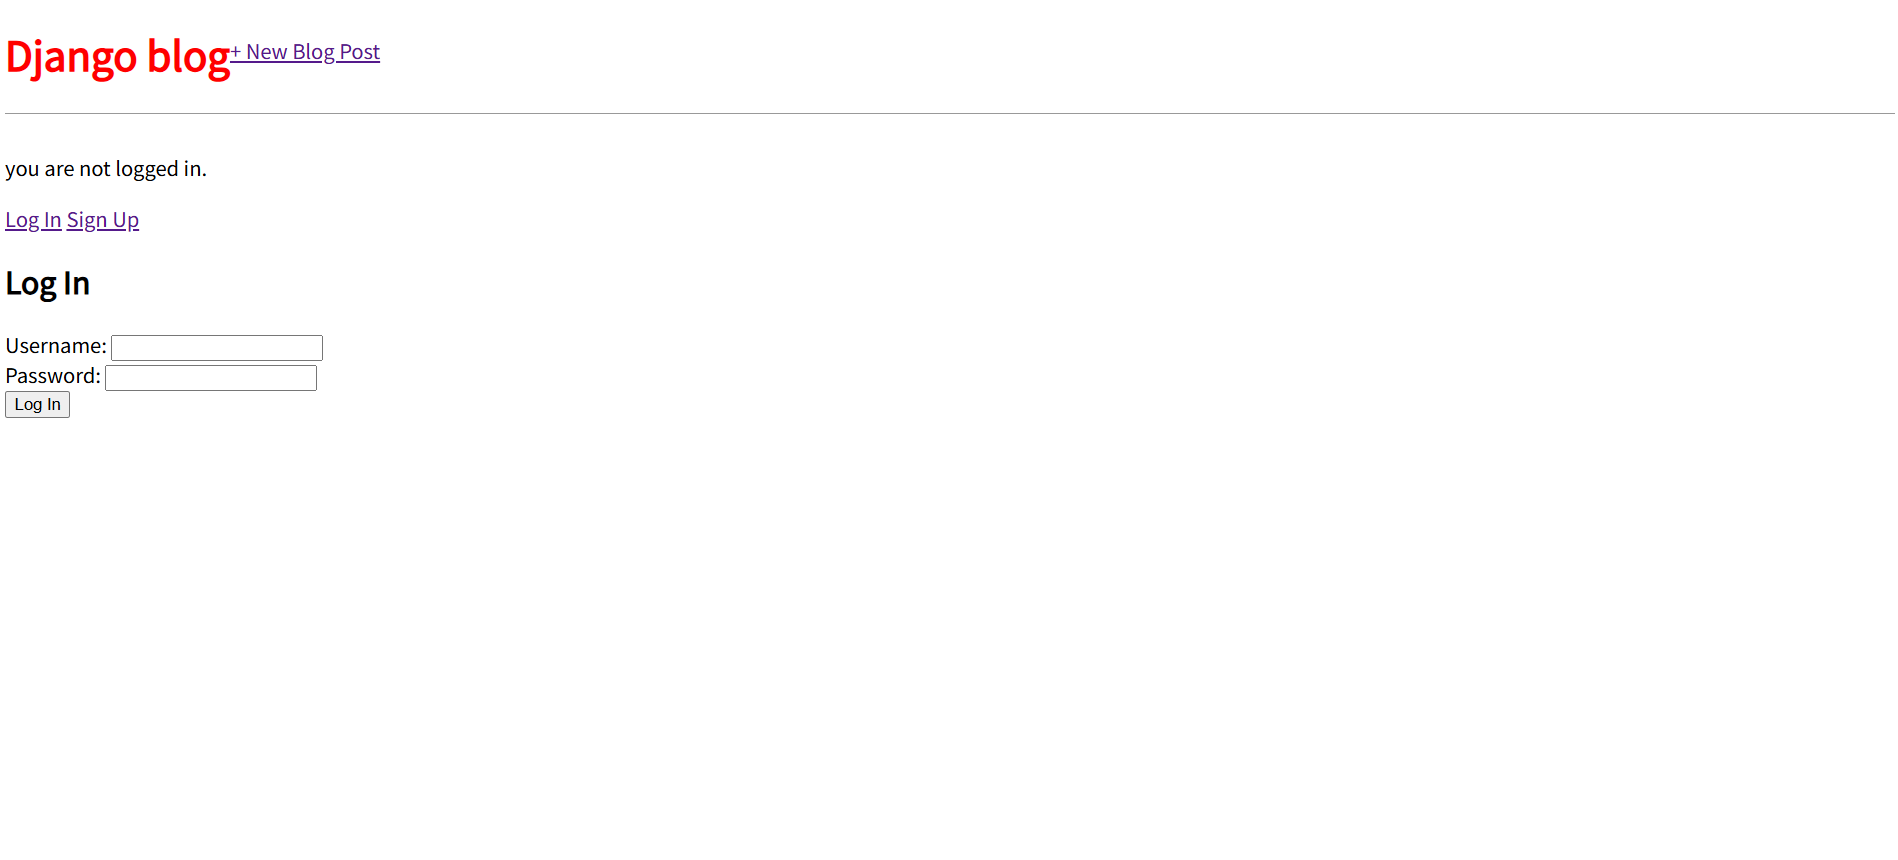 Django blog+ New Blog Post
you are not logged in.
Log In Sign Up
Log In
Username:
Password:
Log In